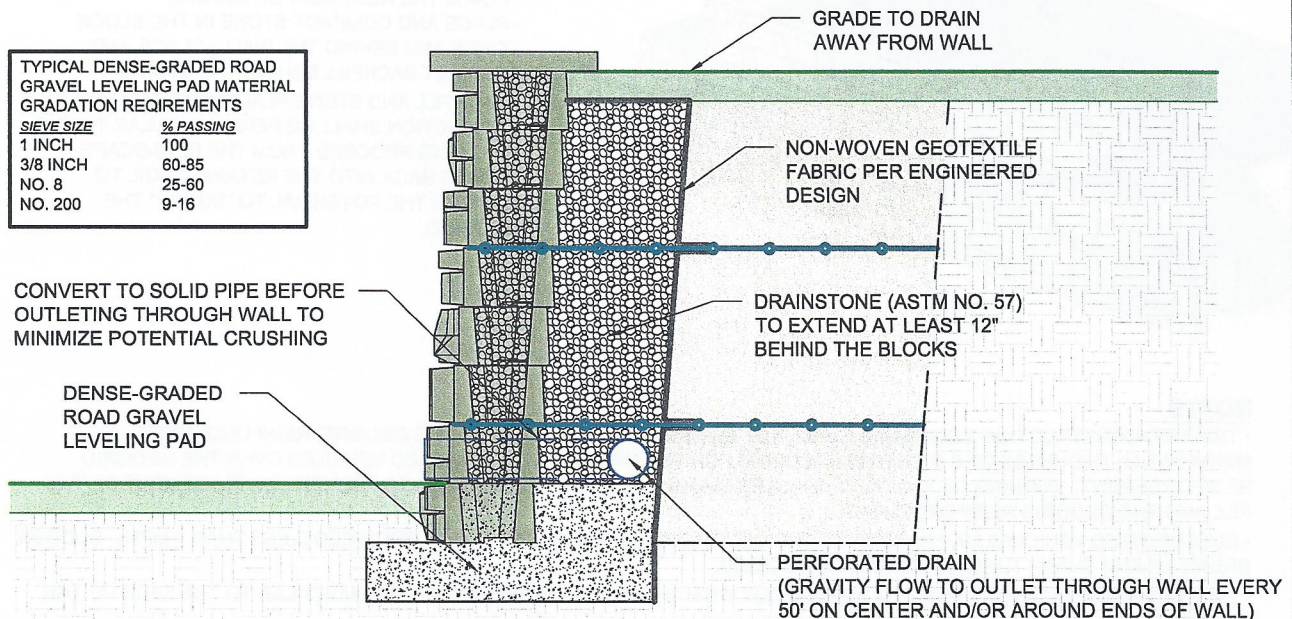 TYPICAL DENSE-GRADED ROAD
GRAVEL LEVELING PAD MATERIAL
GRADATION REQIREMENTS
SIEVE SIZE % PASSING
1 INCH 100
3/8 INCH 60-85
NO. 8 25-60
NO. 200 9-16
GRADE TO DRAIN
AWAY FROM WALL
NON-WOVEN GEOTEXTILE
FABRIC PER ENGINEERED
DESIGN
CONVERT TO SOLID PIPE BEFORE
OUTLETING THROUGH WALL TO
MINIMIZE POTENTIAL CRUSHING
DRAINSTONE (ASTM NO. 57)
TO EXTEND AT LEAST 12"
BEHIND THE BLOCKS
DENSE-GRADED
ROAD GRAVEL
LEVELING PAD
PERFORATED DRAIN
(GRAVITY FLOW TO OUTLET THROUGH WALL EVERY
50' ON CENTER AND/OR AROUND ENDS OF WALL)